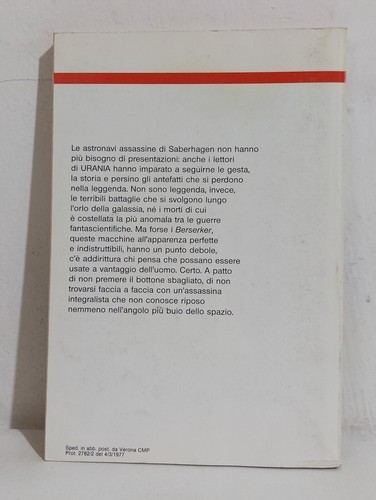 Le astronavi assassine di Saberhagen non hanno
più bisogno di presentazioni: anche i lettori
di URANIA hanno imparato a seguirne le gesta,
la storia e persino gli antefatti che si perdono
nella leggenda. Non sono leggenda, invece,
le terribili battaglie che si svolgono lungo
l'orlo della galassia, né i morti di cui
è costellata la più anomala tra le guerre
fantascientifiche. Ma forse i Berserker,
queste macchine all'apparenza perfette
e indistruttibili, hanno un punto debole,
c'è addirittura chi pensa che possano essere
usate a vantaggio dell'uomo. Certo. A patto
di non premere il bottone sbagliato, di non
trovarsi faccia a faccia con un'assassina
integralista che non conosce riposo
nemmeno nell'angolo più buio dello spazio.
Sped. in abb. post. da Verona CMP
Prot. 2782/2 del 4/3/1977